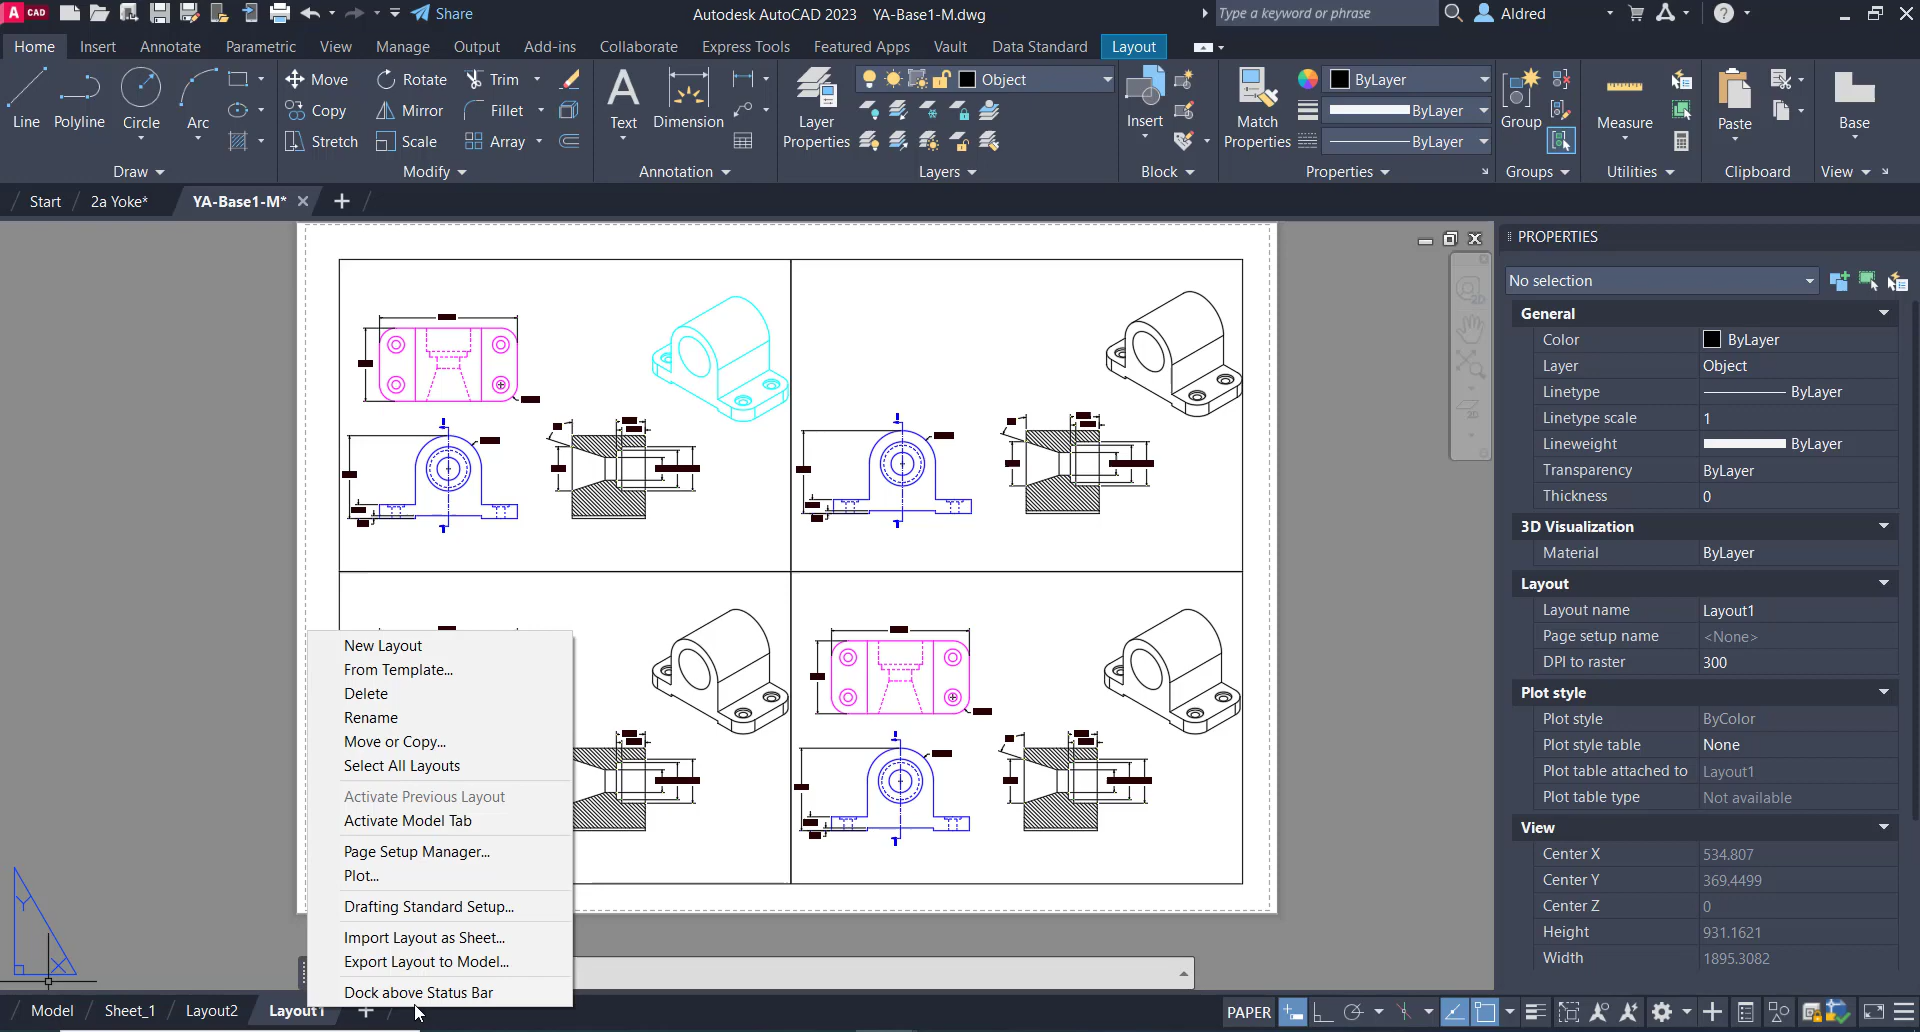 A CAD
Share
Autodesk AutoCAD 2023 YA-Base1-M.dwg
Type a keyword or phrase
Aldred
Home Insert Annotate Parametric View Manage Output Add-ins Collaborate Express Tools Featured Apps Vault Data Standard Layout
Line Polyline Circle Arc
Move Rotate Trim
Copy Mirror Fillet
Stretch Scale Array
Text Dimension
Layer Properties
Object
Insert
Match Properties
ByLayer
ByLayer
ByLayer
Group
Measure
Paste
Base
Draw Modify Annotation Layers Block Properties Groups Utilities Clipboard View
Start 2a Yoke* YA-Base1-M*
New Layout
From Template...
Delete
Rename
Move or Copy...
Select All Layouts
Activate Previous Layout
Activate Model Tab
Page Setup Manager...
Plot...
Drafting Standard Setup...
Import Layout as Sheet...
Export Layout to Model...
Dock above Status Bar
Y
X
PROPERTIES
No selection
General
Color ByLayer
Layer Object
Linetype ByLayer
Linetype scale 1
Lineweight ByLayer
Transparency ByLayer
Thickness 0
3D Visualization
Material ByLayer
Layout
Layout name Layout1
Page setup name <None>
DPI to raster 300
Plot style
Plot style ByColor
Plot style table None
Plot table attached to Layout1
Plot table type Not available
View
Center X 534.807
Center Y 369.4499
Center Z 0
Height 931.1621
Width 1895.3082
Model Sheet_1 Layout2 Layout1
PAPER